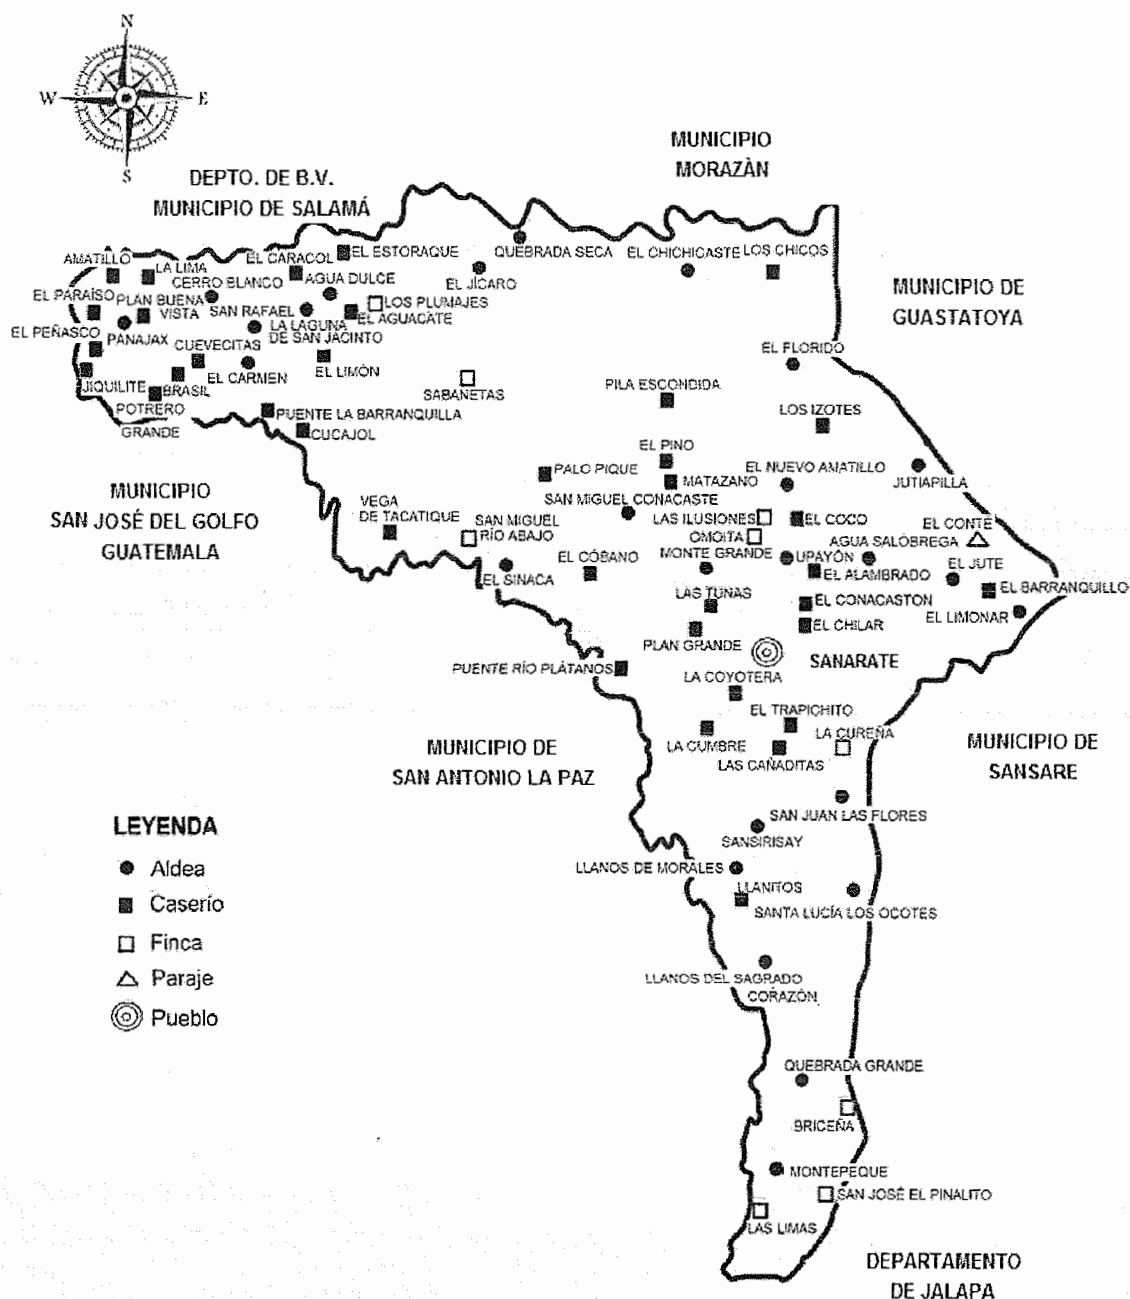 N
W
E
S
MUNICIPIO
MORAZÀN
DEPTO. DE B.V.
MUNICIPIO DE SALAMÁ
QUEBRADA SECA
EL CHICHICASTE
LOS CHICOS
AMATILLO
LA LIMA
EL CARACOL
EL ESTORAQUE
CERRO BLANCO
AGUA DULCE
EL JÍCARO
MUNICIPIO DE
GUASTATOYA
EL PARAÍSO
PLAN BUENA
VISTA
SAN RAFAEL
LOS PLUMAJES
EL AGUACATE
EL PEÑASCO
PANAJAX
LA LAGUNA
DE SAN JACINTO
CUEVECITAS
EL CARMEN
EL LIMÓN
EL FLORIDO
JIQUILITE
BRASIL
SABANETAS
PILA ESCONDIDA
POTRERO
GRANDE
PUENTE LA BARRANQUILLA
CUCAJOL
LOS IZOTES
EL PINO
PALO PIQUE
MATAZANO
EL NUEVO AMATILLO
JUTIAPILLA
MUNICIPIO
SAN JOSÉ DEL GOLFO
GUATEMALA
VEGA
DE TACATIQUE
SAN MIGUEL
RÍO ABAJO
SAN MIGUEL CONACASTE
LAS ILUSIONES
EL COCO
OMOITA
EL CONTE
AGUA SALÓBREGA
EL SINACA
EL CÓBANO
MONTE GRANDE
UPAYÓN
EL JUTE
EL ALAMBRADO
EL BARRANQUILLO
LAS TUNAS
EL CONACASTON
EL LIMONAR
PLAN GRANDE
EL CHILAR
SANARATE
PUENTE RÍO PLÁTANOS
LA COYOTERA
EL TRAPICHITO
LA CUMBRE
LA CUREÑA
LAS CAÑADITAS
MUNICIPIO DE
SAN ANTONIO LA PAZ
MUNICIPIO DE
SANSARE
LEYENDA
Aldea
Caserío
Finca
Paraje
Pueblo
SAN JUAN LAS FLORES
SANSIRISAY
LLANOS DE MORALES
LLANITOS
SANTA LUCÍA LOS OCOTES
LLANOS DEL SAGRADO
CORAZÓN
QUEBRADA GRANDE
BRICEÑA
MONTEPEQUE
SAN JOSÉ EL PINALITO
LAS LIMAS
DEPARTAMENTO
DE JALAPA